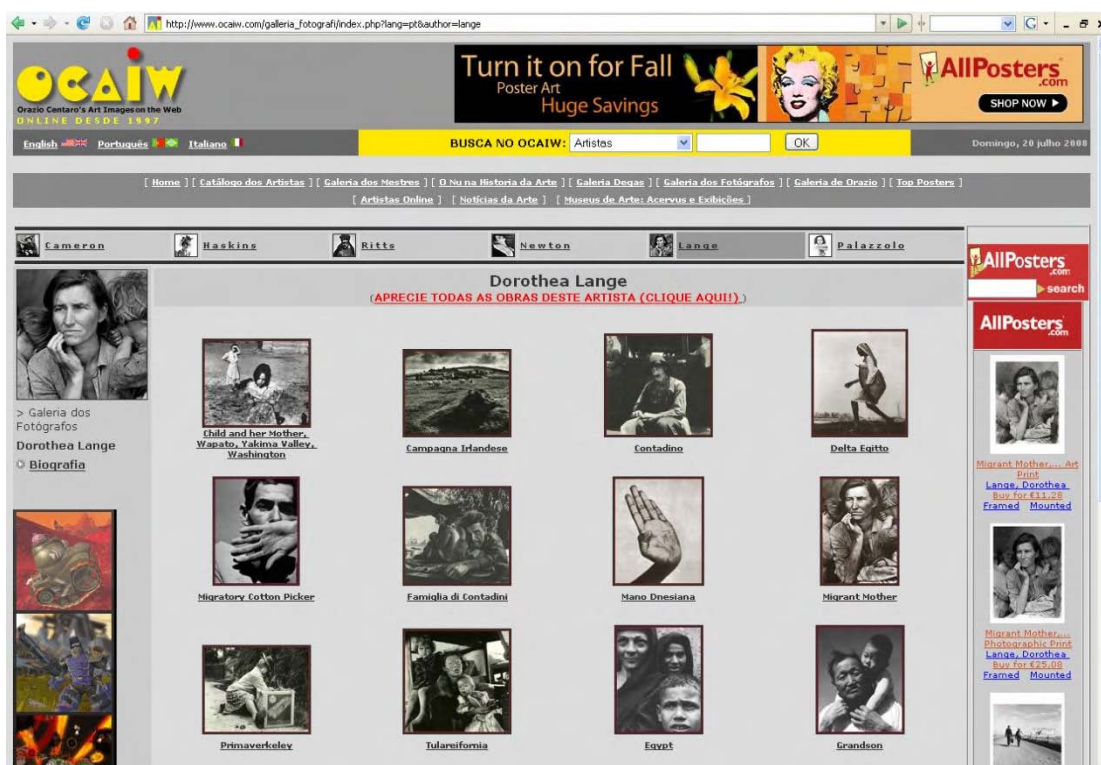 http://www.ocaiw.com/galleria_fotografi/index.php?lang=pt&author=lange
OCAIW
Orazio Centaro's Art Images on the Web
ONLINE DESDE 1997
Turn it on for Fall
Poster Art
Huge Savings
AllPosters
.com
SHOP NOW
English
Português
Italiano
BUSCA NO OCAIW: Artistas
OK
Domingo, 20 julho 2008
[ Home ] [ Catálogo dos Artistas ] [ Galeria dos Mestres ] [ O Nu na Historia da Arte ] [ Galeria Degas ] [ Galeria dos Fotógrafos ] [ Galeria de Orazio ] [ Top Posters ]
[ Artistas Online ] [ Notícias da Arte ] [ Museus de Arte: Acervus e Exibições ]
Cameron
Haskins
Ritts
Newton
Lange
Palazzolo
AllPosters
.com
search
AllPosters
.com
Dorothea Lange
(APRECIE TODAS AS OBRAS DESTE ARTISTA (CLIQUE AQUI!) )
> Galeria dos
Fotógrafos
Dorothea Lange
Biografia
Child and her Mother,
Wapato, Yakima Valley,
Washington
Campagna Irlandese
Contadino
Delta Egitto
Migratory Cotton Picker
Famiglia di Contadini
Mano Dnesiana
Migrant Mother
Primaverkeley
Tulareifornia
Egypt
Grandson
Migrant Mother,... Art
Print
Lange, Dorothea
Buy for €11.28
Framed Mounted
Migrant Mother,...
Photographic Print
Lange, Dorothea
Buy for €25.08
Framed Mounted